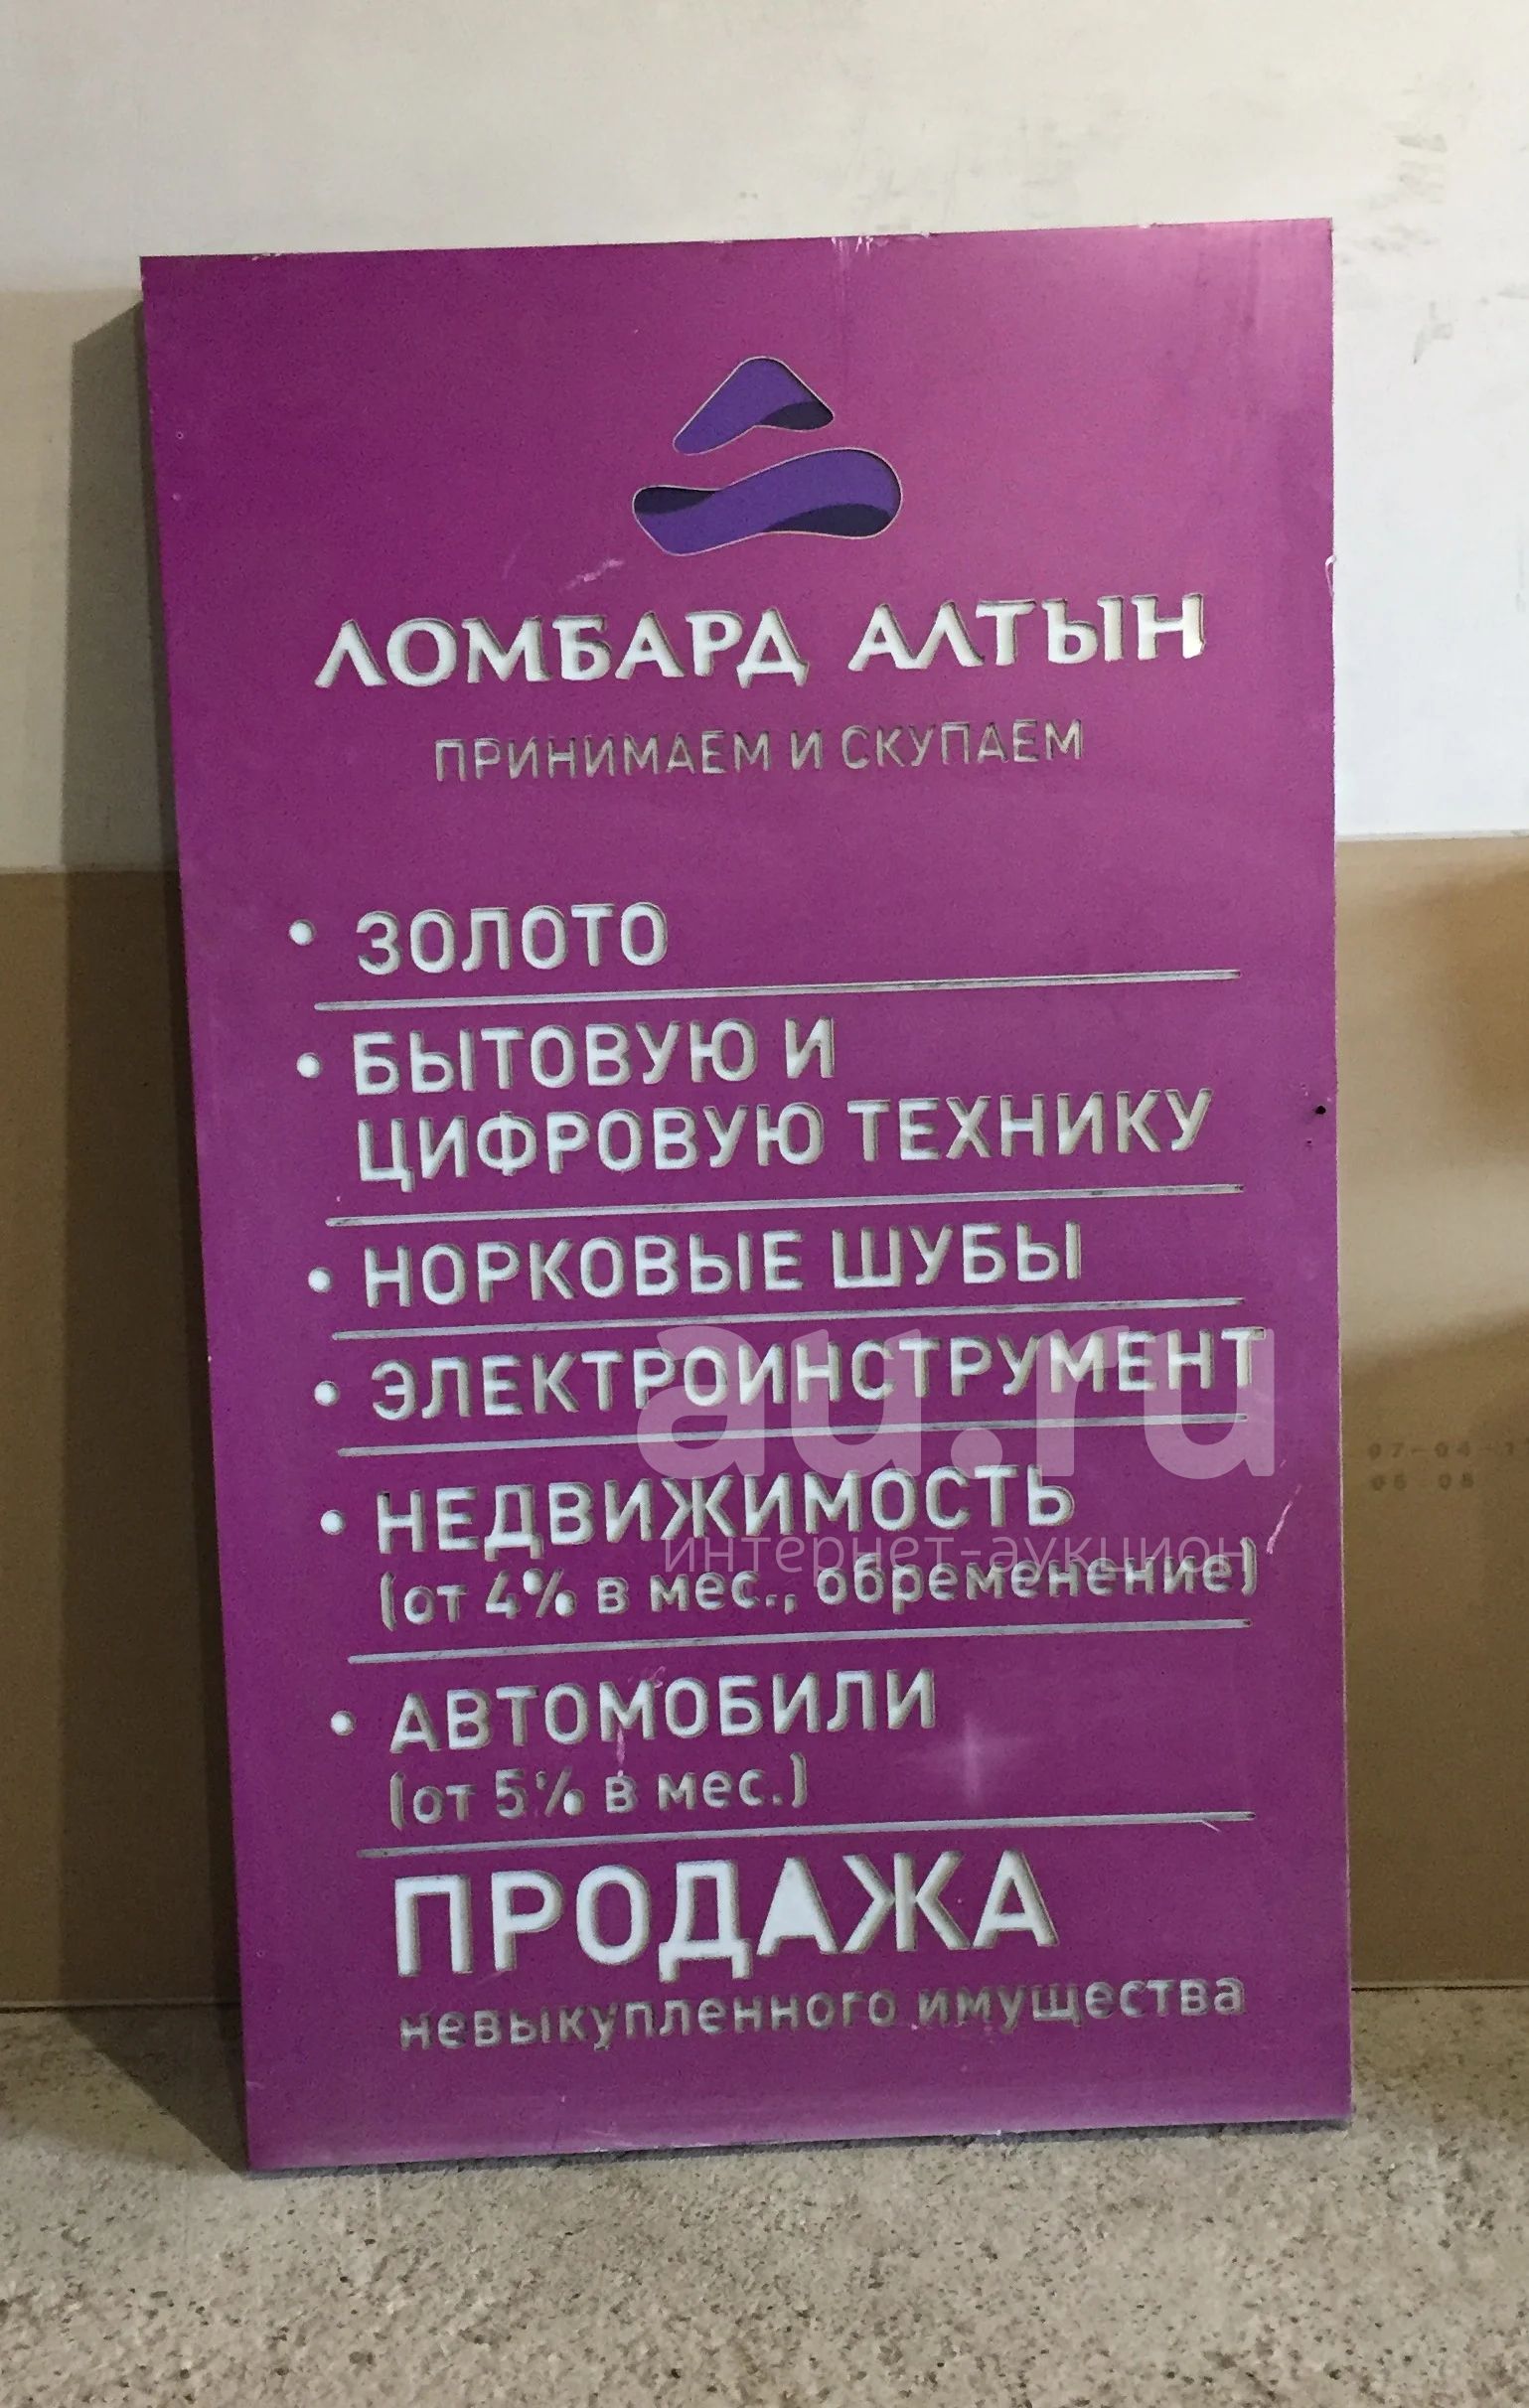 ЛОМБАРД АЛТЫН
ПРИНИМАЕМ И СКУПАЕМ
• ЗОЛОТО
• БЫТОВУЮ И
ЦИФРОВУЮ ТЕХНИКУ
• НОРКОВЫЕ ШУБЫ
• ЭЛЕКТРОИНСТРУМЕНТ
au.ru
• НЕДВИЖИМОСТЬ
интернет-аукцион
(от 4% в мес., обременение)
• АВТОМОБИЛИ
(от 5% в мес.)
ПРОДАЖА
невыкупленного имущества